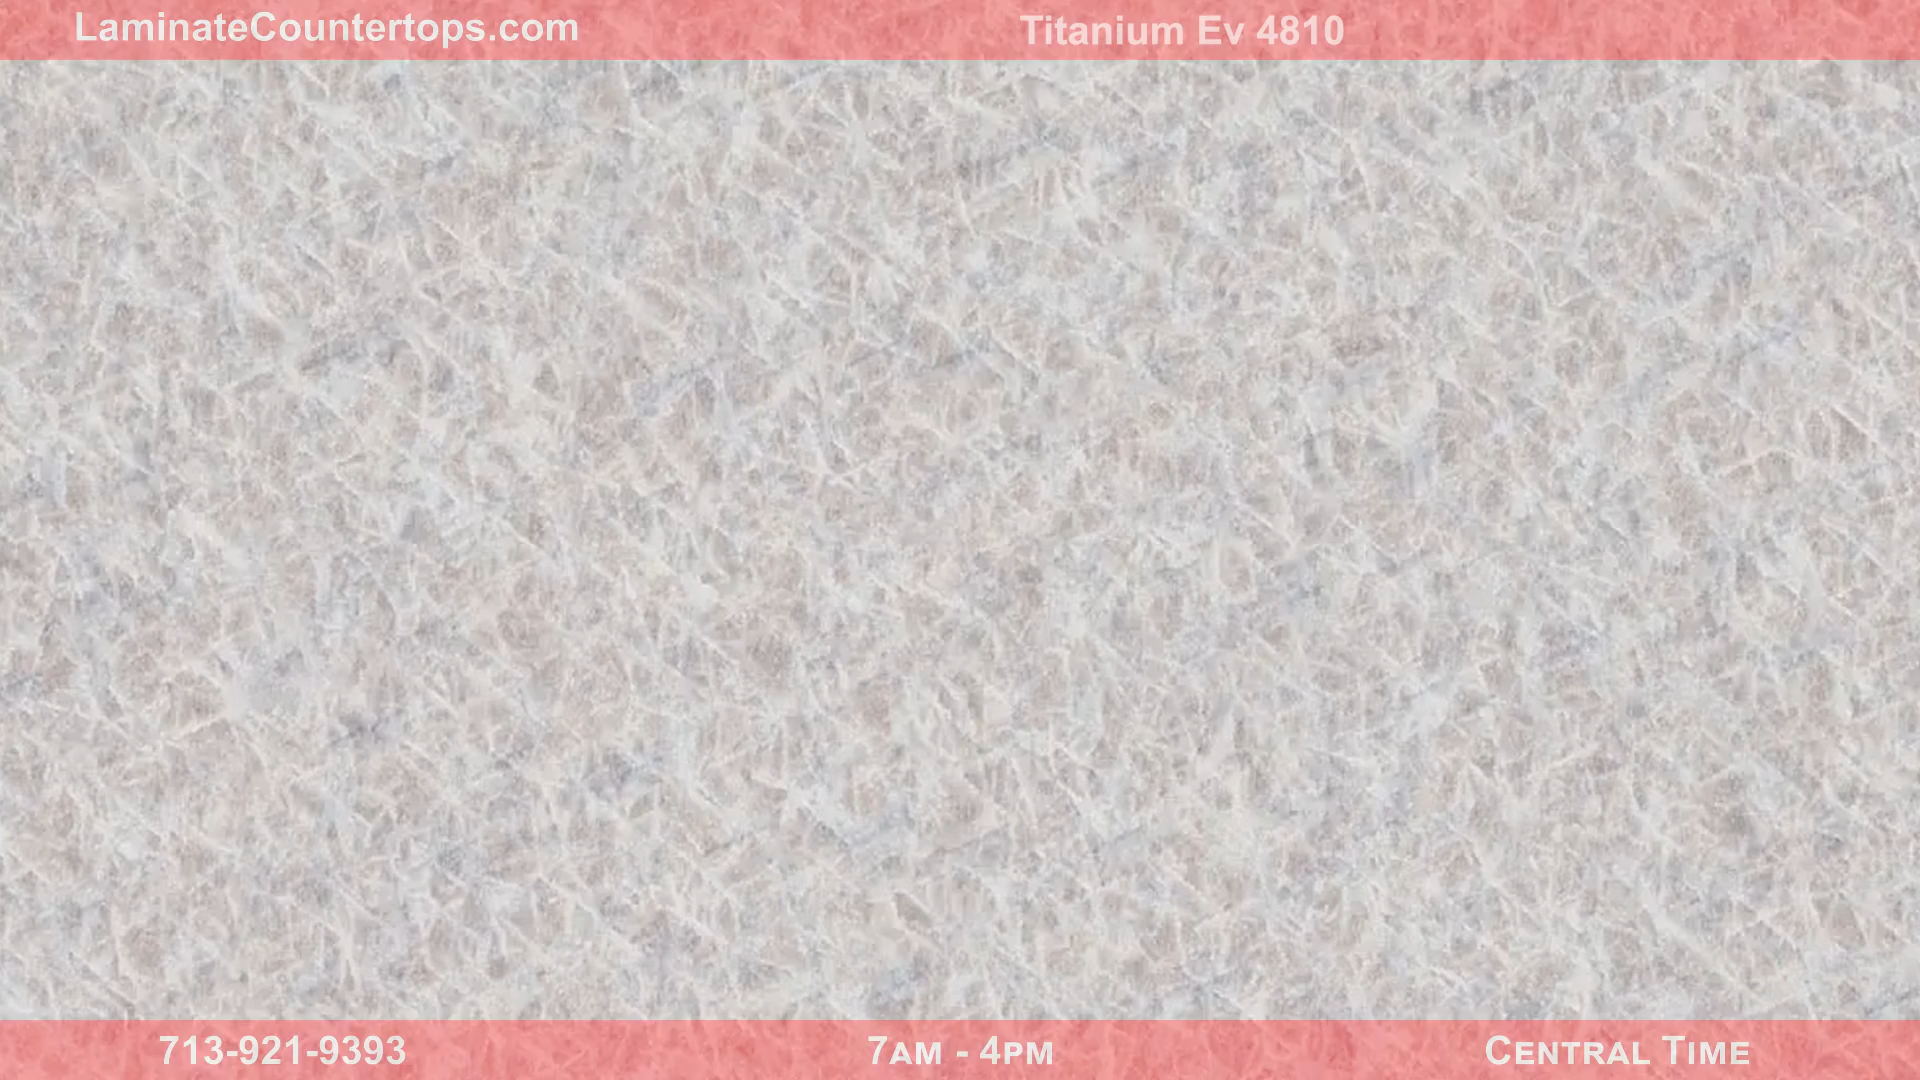 LaminateCountertops.com
Titanium Ev 4810
713-921-9393
7AM - 4PM
CENTRAL TIME